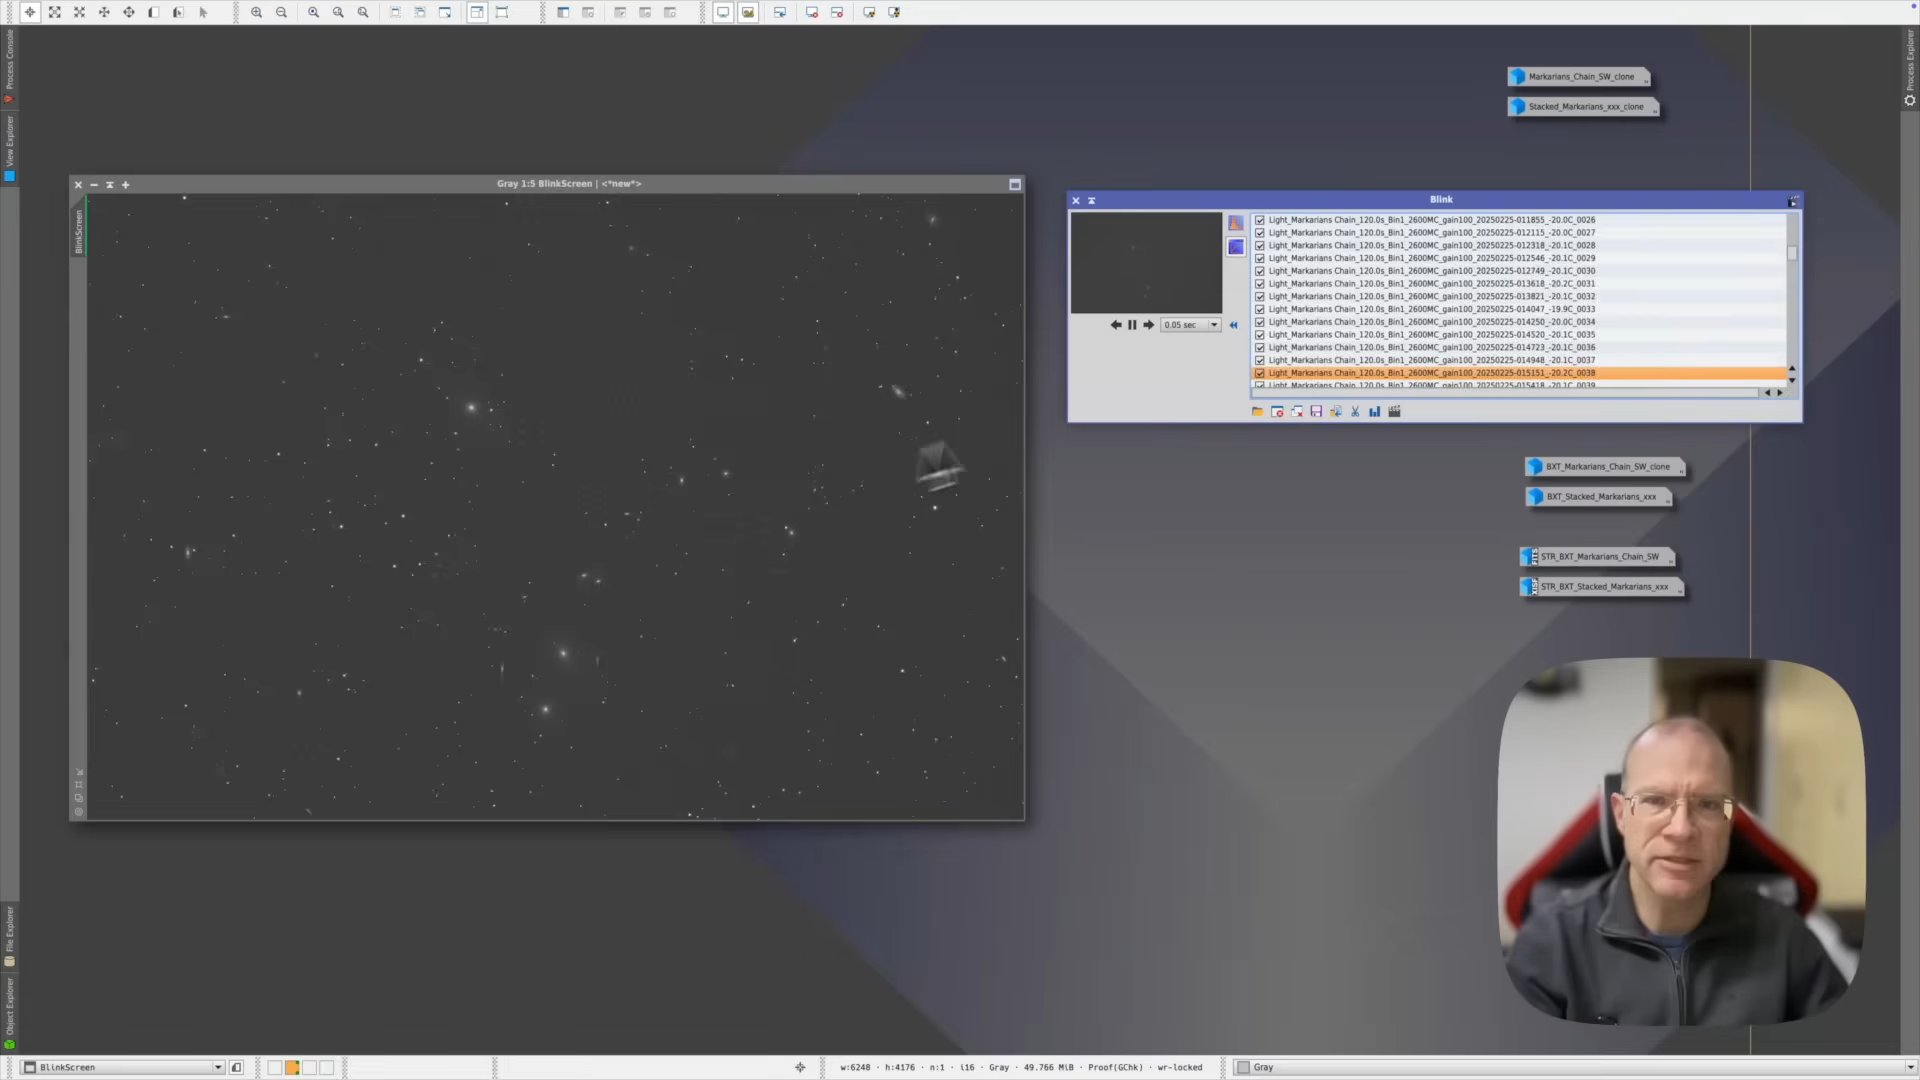 Process Console
View Explorer
File Explorer
Object Explorer
Process Explorer
Markarians_Chain_SW_clone
Stacked_Markarians_xxx_clone
Gray 1:5 BlinkScreen | <*new*>
BlinkScreen
Blink
Light_Markarians Chain_120.0s_Bin1_2600MC_gain100_20250225-011855_-20.0C_0026
Light_Markarians Chain_120.0s_Bin1_2600MC_gain100_20250225-012115_-20.0C_0027
Light_Markarians Chain_120.0s_Bin1_2600MC_gain100_20250225-012318_-20.1C_0028
Light_Markarians Chain_120.0s_Bin1_2600MC_gain100_20250225-012546_-20.1C_0029
Light_Markarians Chain_120.0s_Bin1_2600MC_gain100_20250225-012749_-20.1C_0030
Light_Markarians Chain_120.0s_Bin1_2600MC_gain100_20250225-013618_-20.2C_0031
Light_Markarians Chain_120.0s_Bin1_2600MC_gain100_20250225-013821_-20.1C_0032
Light_Markarians Chain_120.0s_Bin1_2600MC_gain100_20250225-014047_-19.9C_0033
Light_Markarians Chain_120.0s_Bin1_2600MC_gain100_20250225-014250_-20.0C_0034
Light_Markarians Chain_120.0s_Bin1_2600MC_gain100_20250225-014520_-20.1C_0035
Light_Markarians Chain_120.0s_Bin1_2600MC_gain100_20250225-014723_-20.1C_0036
Light_Markarians Chain_120.0s_Bin1_2600MC_gain100_20250225-014948_-20.1C_0037
Light_Markarians Chain_120.0s_Bin1_2600MC_gain100_20250225-015151_-20.2C_0038
Light_Markarians Chain_120.0s_Bin1_2600MC_gain100_20250225-015418_-20.1C_0039
0.05 sec
BXT_Markarians_Chain_SW_clone
BXT_Stacked_Markarians_xxx
STR_BXT_Markarians_Chain_SW
STR_BXT_Stacked_Markarians_xxx
BlinkScreen
w:6248 · h:4176 · n:1 · i16 · Gray · 49.766 MiB · Proof(GChk) · wr-locked
Gray